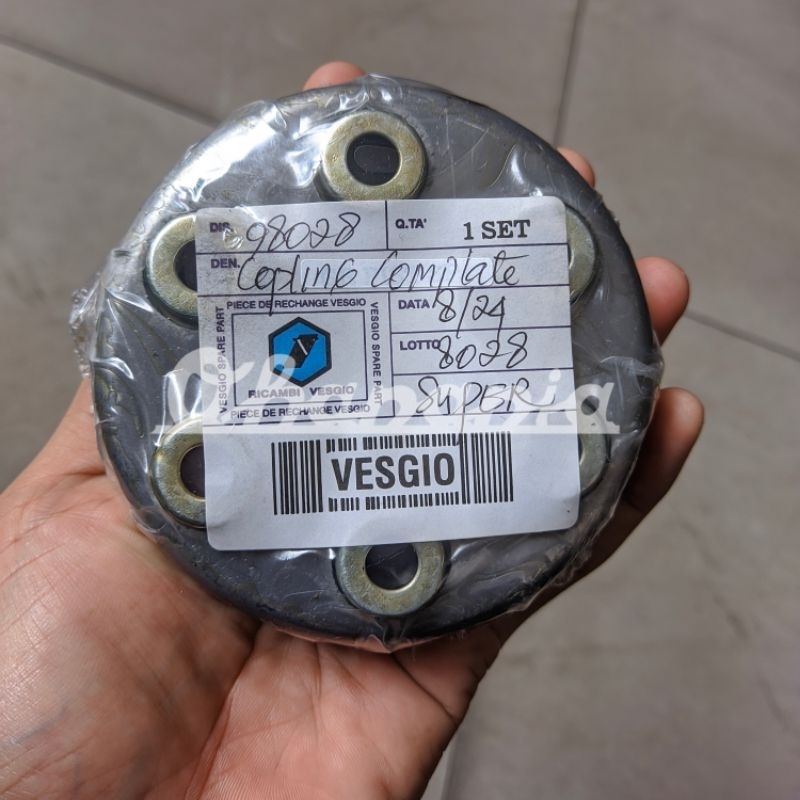 DIS. 98028 Q.TA' 1 SET
DEN. Copling Complate
PIECE DE RECHANGE VESGIO
VESGIO SPARE PART
V
VESGIO SPARE PART
RICAMBI VESGIO
PIECE DE RECHANGE VESGIO
DATA 8/24
LOTTO 8028
SUPER
VESGIO